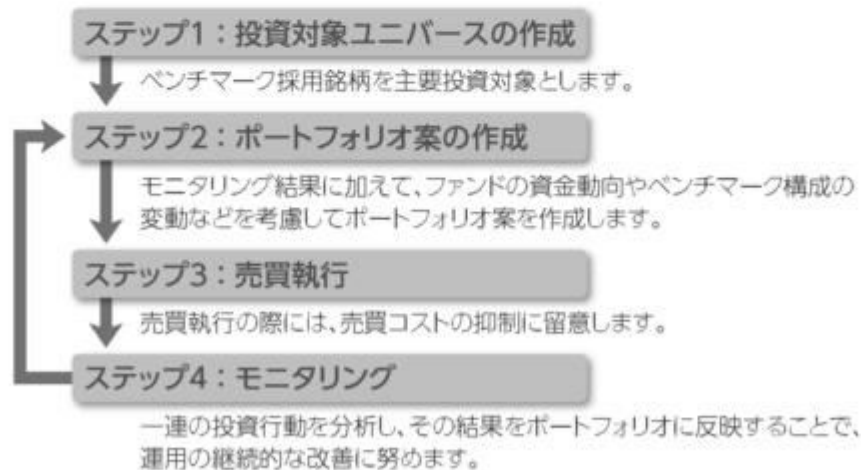 ステップ1：投資対象ユニバースの作成
ベンチマーク採用銘柄を主要投資対象とします。
ステップ2：ポートフォリオ案の作成
モニタリング結果に加えて、ファンドの資金動向やベンチマーク構成の
変動などを考慮してポートフォリオ案を作成します。
ステップ3：売買執行
売買執行の際には、売買コストの抑制に留意します。
ステップ4：モニタリング
一連の投資行動を分析し、その結果をポートフォリオに反映することで、
運用の継続的な改善に努めます。